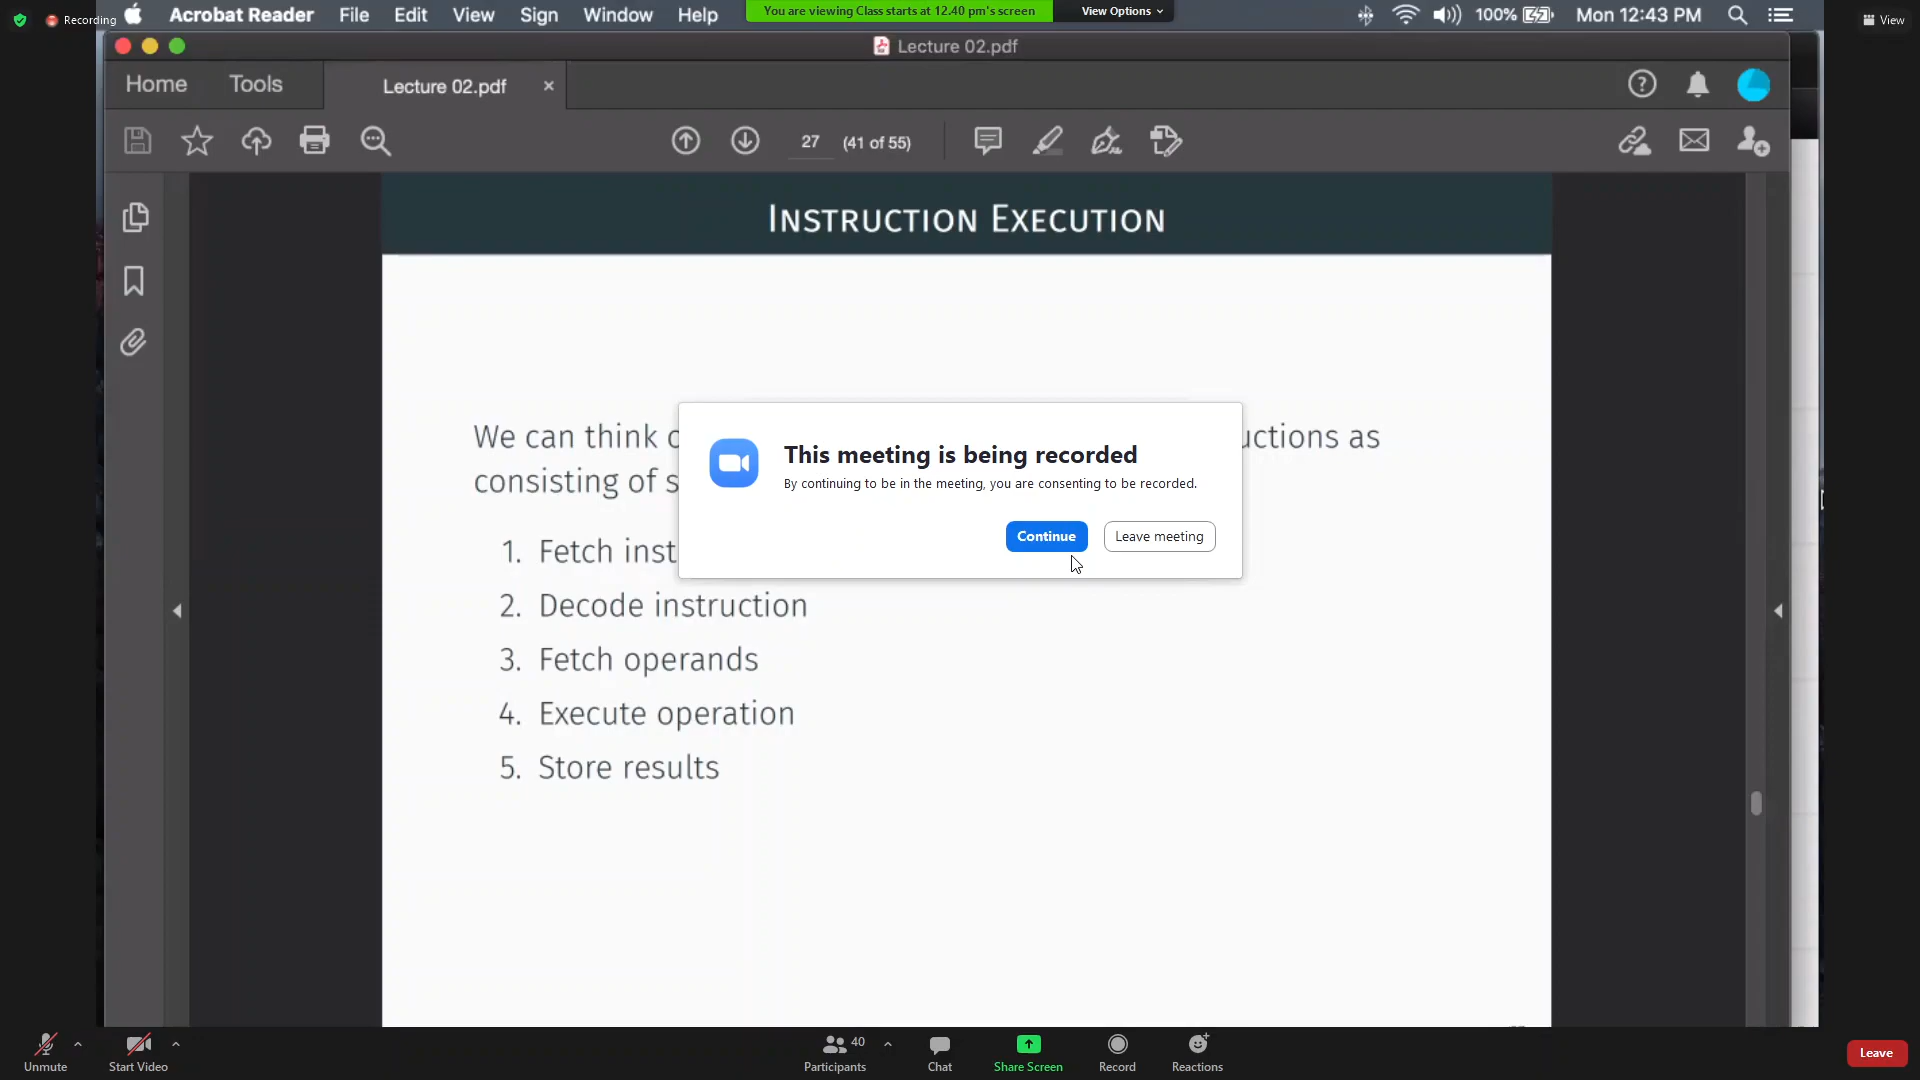 Recording
Acrobat Reader File Edit View Sign Window Help
You are viewing Class starts at 12.40 pm's screen
View Options
100%
Mon 12:43 PM
View
Lecture 02.pdf
Home Tools Lecture 02.pdf ×
27 (41 of 55)
INSTRUCTION EXECUTION
We can think uctions as
consisting of s
This meeting is being recorded
By continuing to be in the meeting, you are consenting to be recorded.
Continue Leave meeting
1. Fetch inst
2. Decode instruction
3. Fetch operands
4. Execute operation
5. Store results
Unmute
Start Video
40
Participants
Chat
Share Screen
Record
Reactions
Leave